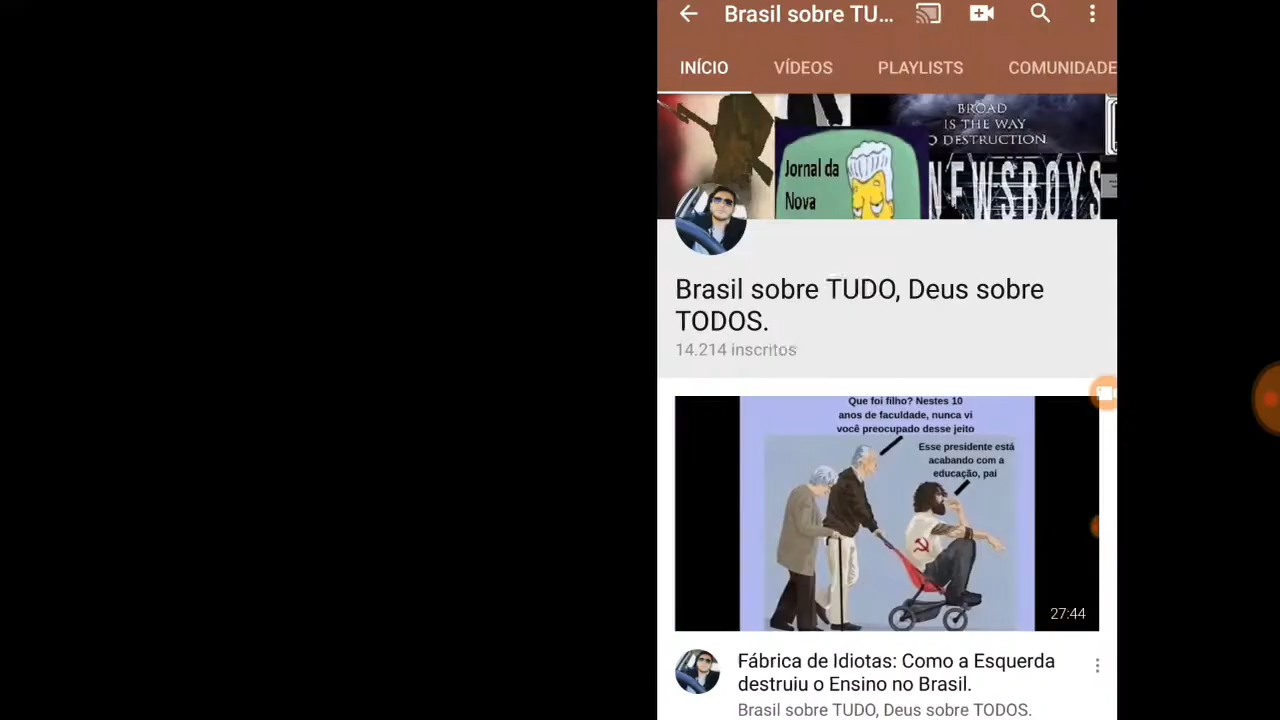 Brasil sobre TU...
INÍCIO VÍDEOS PLAYLISTS COMUNIDADE
BROAD
IS THE WAY
O DESTRUCTION
Jornal da
Nova
NEWSBOYS
Brasil sobre TUDO, Deus sobre
TODOS.
14.214 inscritos
Que foi filho? Nestes 10
anos de faculdade, nunca vi
você preocupado desse jeito
Esse presidente está
acabando com a
educação, pai
27:44
Fábrica de Idiotas: Como a Esquerda
destruiu o Ensino no Brasil.
Brasil sobre TUDO, Deus sobre TODOS.